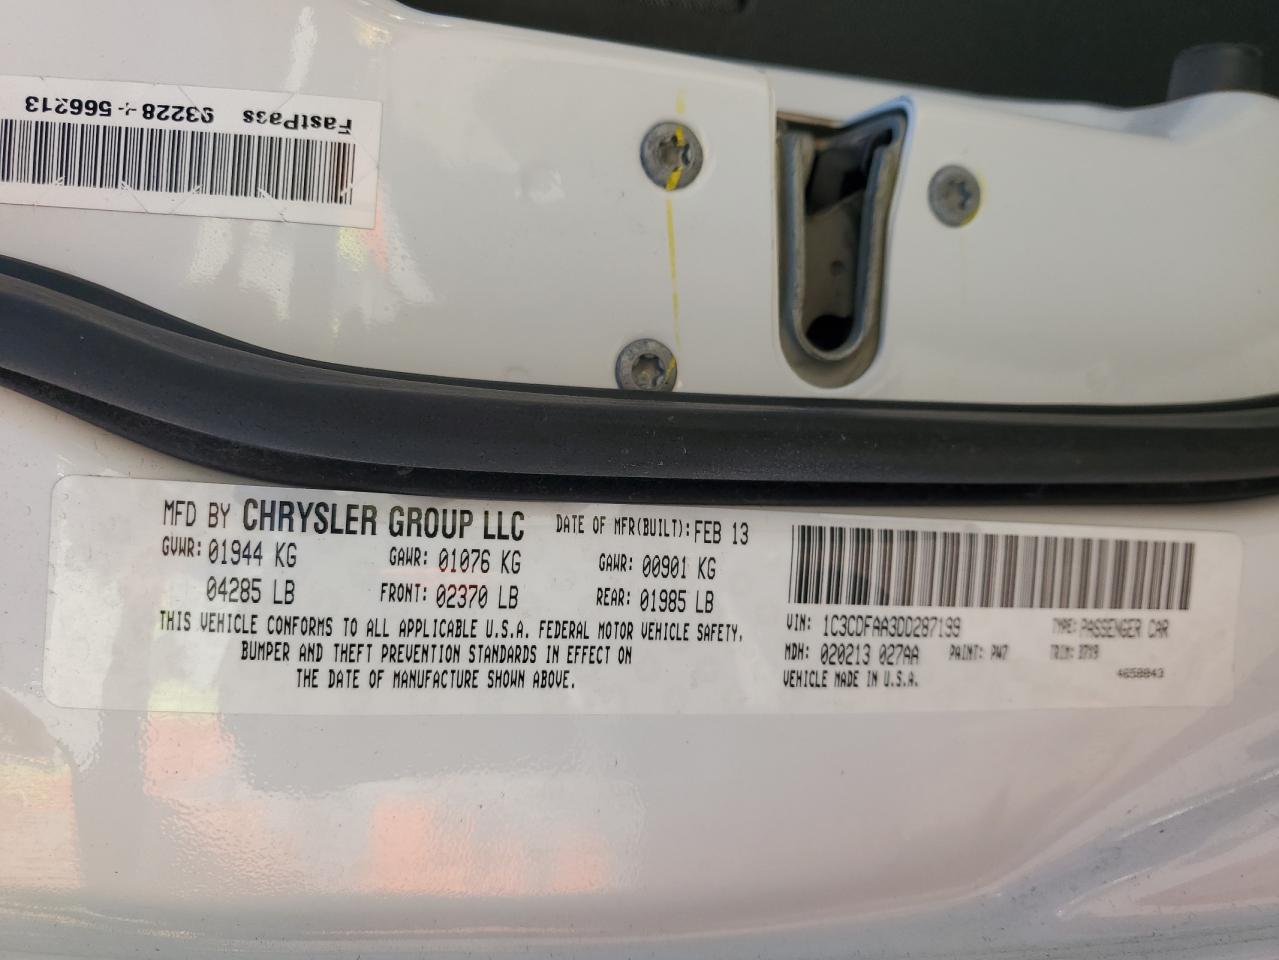 FastPass 93228-566213
MFD BY CHRYSLER GROUP LLC DATE OF MFR(BUILT): FEB 13
GVWR: 01944 KG GAWR: 01076 KG GAWR: 00901 KG
04285 LB FRONT: 02370 LB REAR: 01985 LB
THIS VEHICLE CONFORMS TO ALL APPLICABLE U.S.A. FEDERAL MOTOR VEHICLE SAFETY,
BUMPER AND THEFT PREVENTION STANDARDS IN EFFECT ON
THE DATE OF MANUFACTURE SHOWN ABOVE.
VIN: 1C3CDFAA3DD287199 TYPE: PASSENGER CAR
MDH: 020213 027AA PAINT: PW7 TRIM: B7X9
VEHICLE MADE IN U.S.A. 4658843